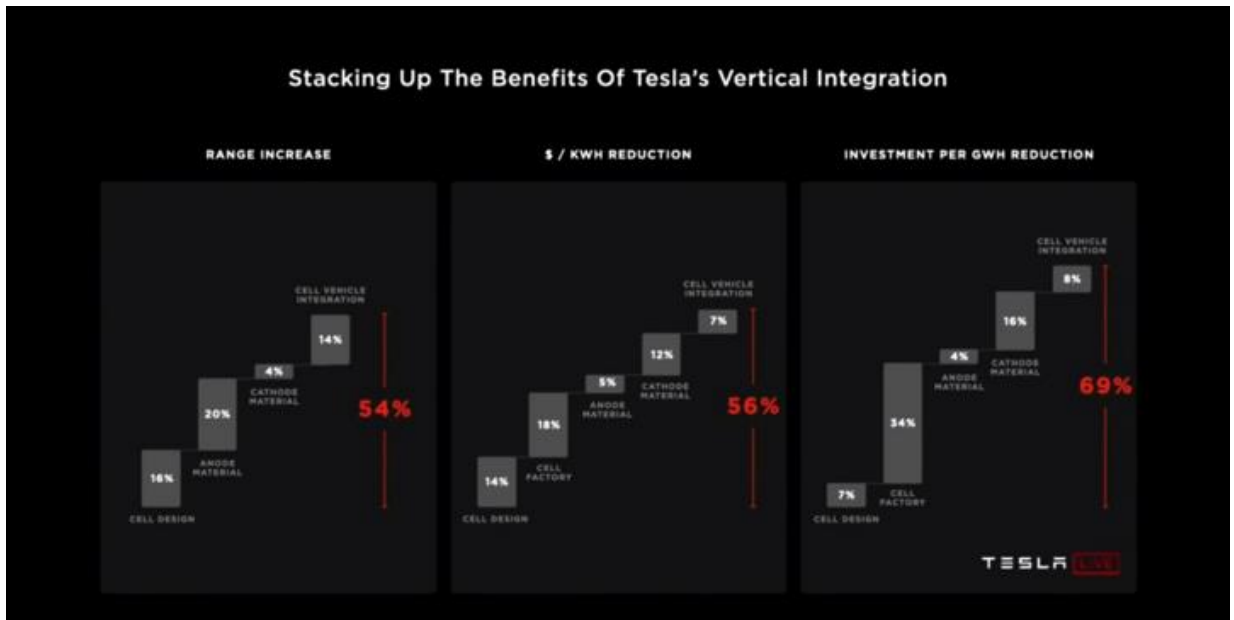 Stacking Up The Benefits Of Tesla's Vertical Integration
RANGE INCREASE
CELL VEHICLE
INTEGRATION
14%
4%
CATHODE
MATERIAL
20%
ANODE
MATERIAL
16%
CELL DESIGN
54%
$ / KWH REDUCTION
CELL VEHICLE
INTEGRATION
7%
12%
CATHODE
MATERIAL
5%
ANODE
MATERIAL
18%
CELL
FACTORY
14%
CELL DESIGN
56%
INVESTMENT PER GWH REDUCTION
CELL VEHICLE
INTEGRATION
8%
16%
CATHODE
MATERIAL
4%
ANODE
MATERIAL
34%
CELL
FACTORY
7%
CELL DESIGN
69%
TESLA LIVE